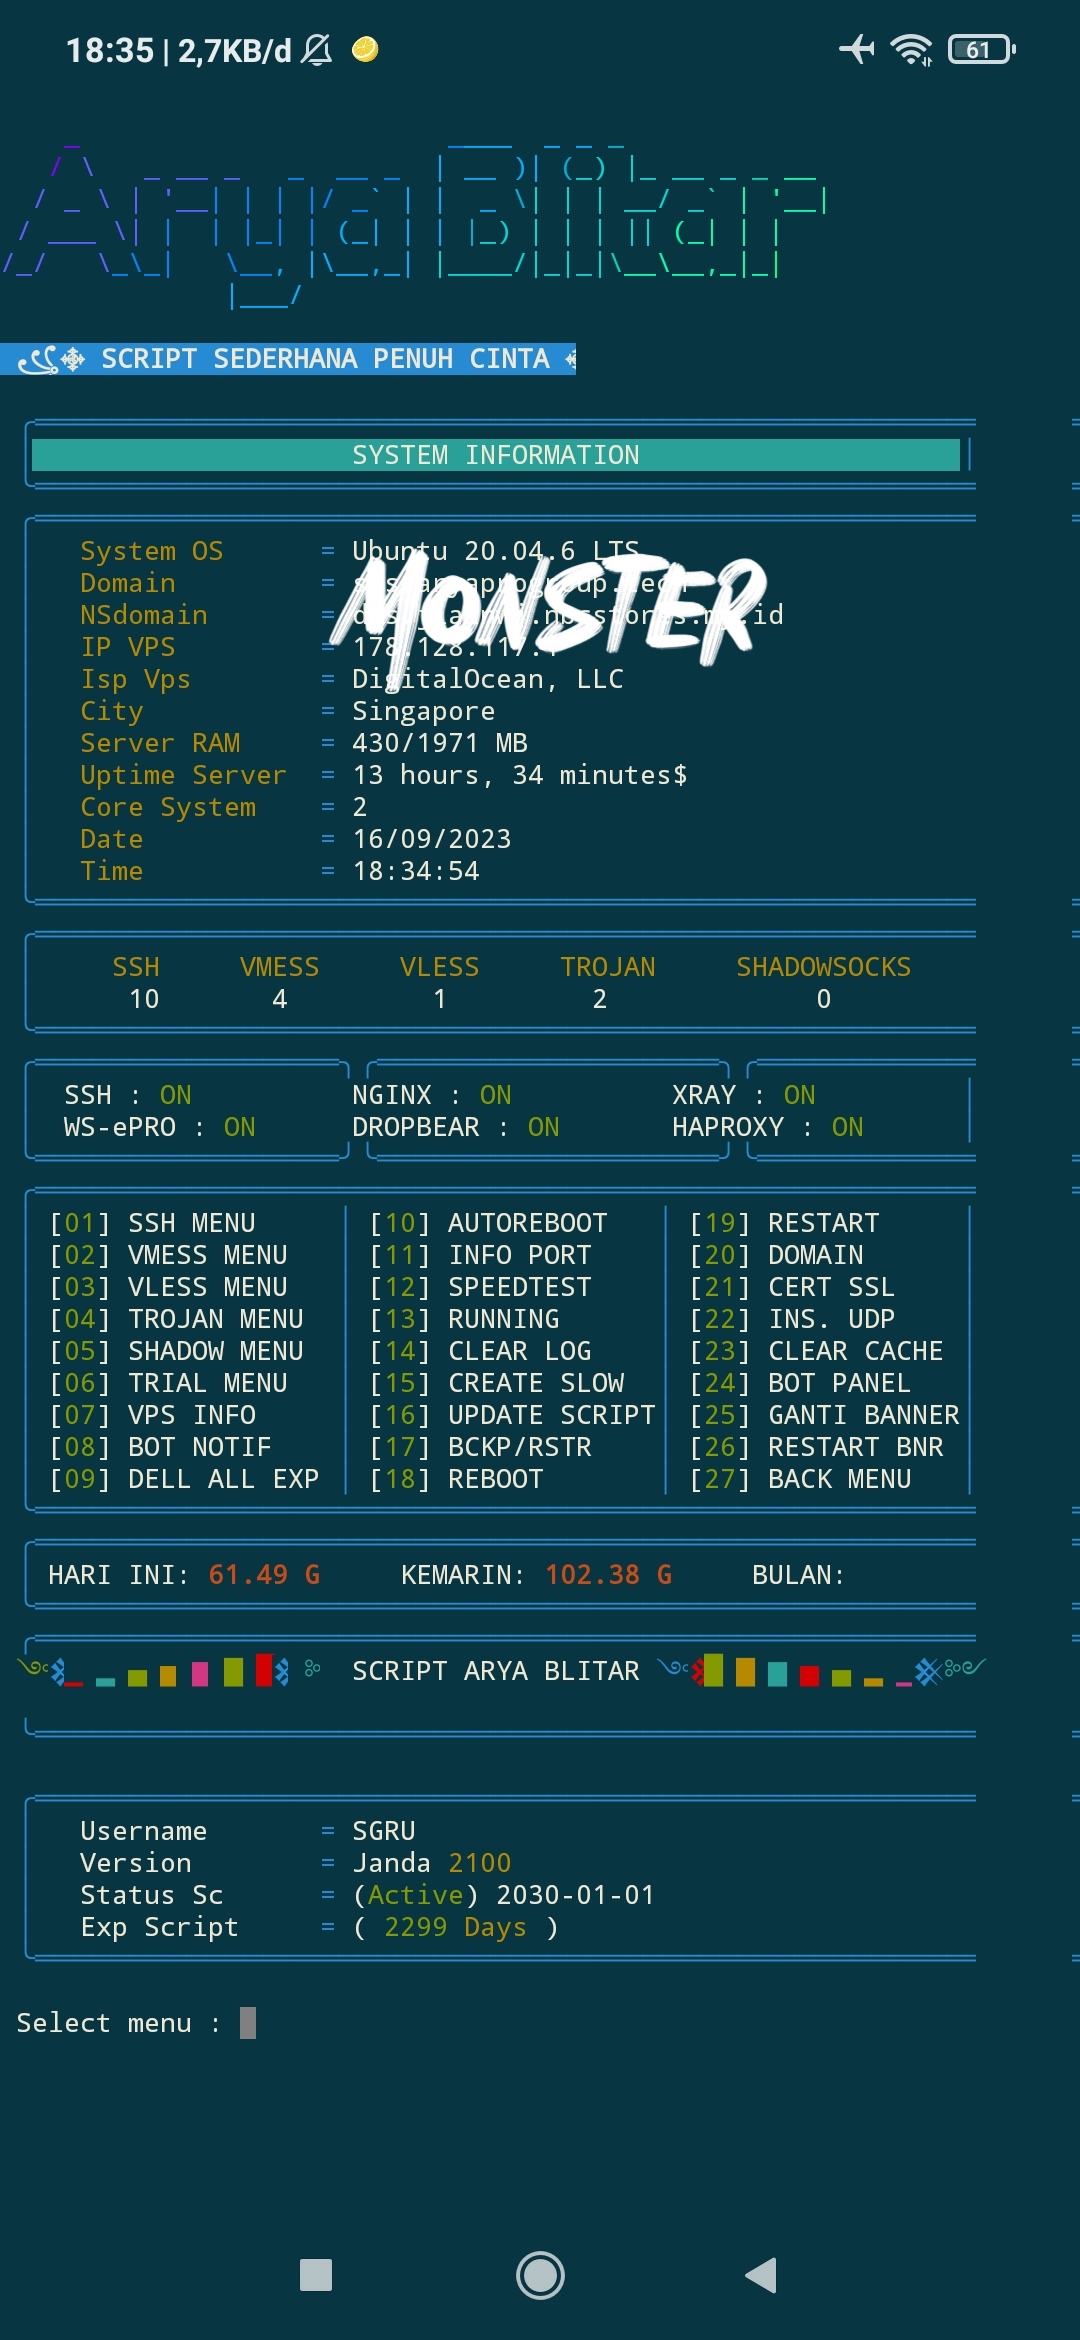 18:35 | 2,7KB/d 61
Arya Blitar
SCRIPT SEDERHANA PENUH CINTA
SYSTEM INFORMATION
System OS = Ubuntu 20.04.6 LTS
Domain =
NSdomain =
IP VPS =
MONSTER
Isp Vps = DigitalOcean, LLC
City = Singapore
Server RAM = 430/1971 MB
Uptime Server = 13 hours, 34 minutes$
Core System = 2
Date = 16/09/2023
Time = 18:34:54
SSH VMESS VLESS TROJAN SHADOWSOCKS
10 4 1 2 0
SSH : ON NGINX : ON XRAY : ON
WS-ePRO : ON DROPBEAR : ON HAPROXY : ON
[01] SSH MENU [10] AUTOREBOOT [19] RESTART
[02] VMESS MENU [11] INFO PORT [20] DOMAIN
[03] VLESS MENU [12] SPEEDTEST [21] CERT SSL
[04] TROJAN MENU [13] RUNNING [22] INS. UDP
[05] SHADOW MENU [14] CLEAR LOG [23] CLEAR CACHE
[06] TRIAL MENU [15] CREATE SLOW [24] BOT PANEL
[07] VPS INFO [16] UPDATE SCRIPT [25] GANTI BANNER
[08] BOT NOTIF [17] BCKP/RSTR [26] RESTART BNR
[09] DELL ALL EXP [18] REBOOT [27] BACK MENU
HARI INI: 61.49 G KEMARIN: 102.38 G BULAN:
SCRIPT ARYA BLITAR
Username = SGRU
Version = Janda 2100
Status Sc = (Active) 2030-01-01
Exp Script = ( 2299 Days )
Select menu :